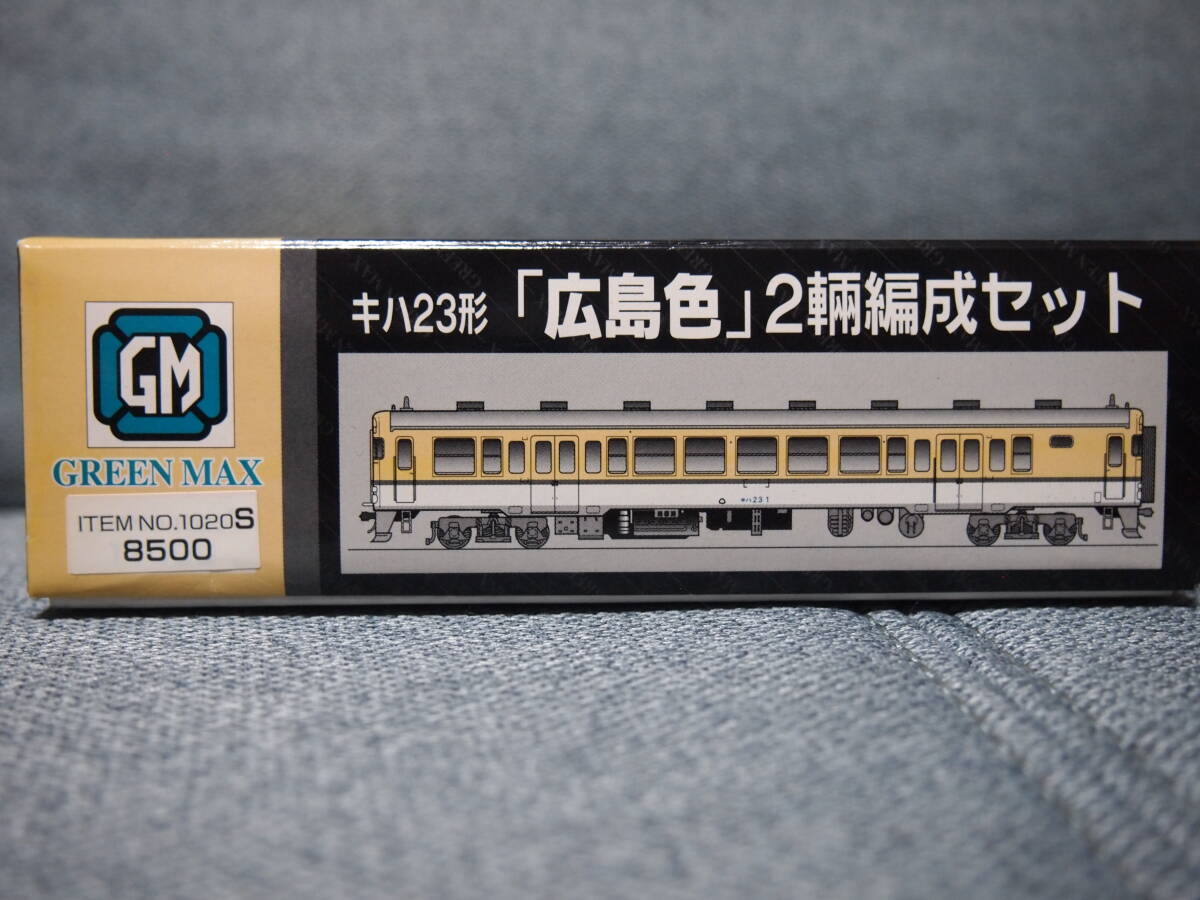 GM
GREEN MAX
ITEM NO.1020S
8500
キハ23形「広島色」2輌編成セット
キハ23 1